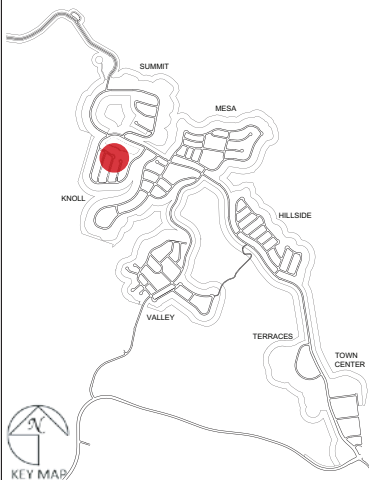 SUMMIT
MESA
KNOLL
HILLSIDE
VALLEY
TERRACES
TOWN
CENTER
N
KEY MAP